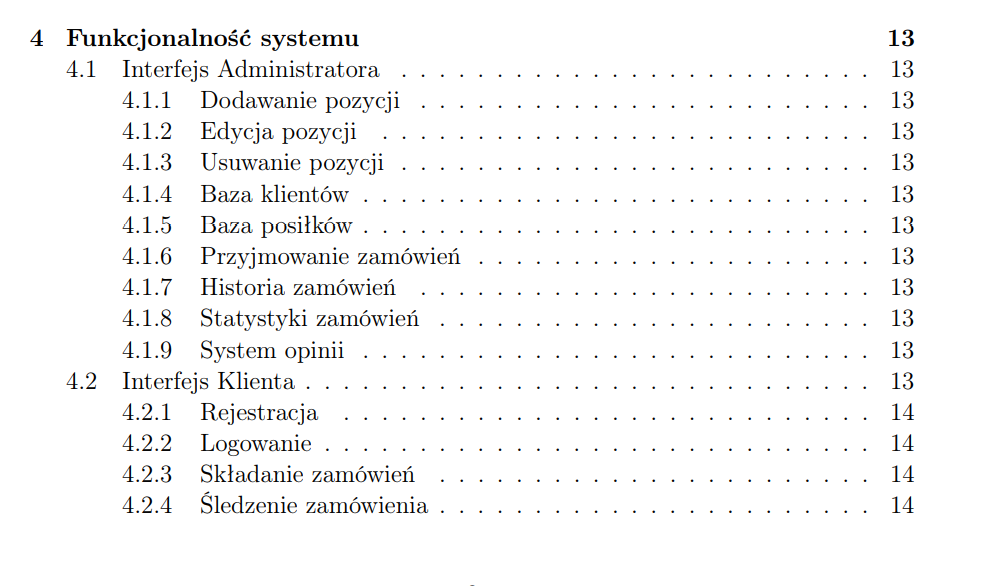 4 Funkcjonalność systemu 13
4.1 Interfejs Administratora . . . . . . . . . . . . . . . . . . . . . . . . . 13
4.1.1 Dodawanie pozycji . . . . . . . . . . . . . . . . . . . . . . . . 13
4.1.2 Edycja pozycji . . . . . . . . . . . . . . . . . . . . . . . . . . 13
4.1.3 Usuwanie pozycji . . . . . . . . . . . . . . . . . . . . . . . . . 13
4.1.4 Baza klientów . . . . . . . . . . . . . . . . . . . . . . . . . . . 13
4.1.5 Baza posiłków . . . . . . . . . . . . . . . . . . . . . . . . . . . 13
4.1.6 Przyjmowanie zamówień . . . . . . . . . . . . . . . . . . . . . 13
4.1.7 Historia zamówień . . . . . . . . . . . . . . . . . . . . . . . . 13
4.1.8 Statystyki zamówień . . . . . . . . . . . . . . . . . . . . . . . 13
4.1.9 System opinii . . . . . . . . . . . . . . . . . . . . . . . . . . . 13
4.2 Interfejs Klienta . . . . . . . . . . . . . . . . . . . . . . . . . . . . . . 13
4.2.1 Rejestracja . . . . . . . . . . . . . . . . . . . . . . . . . . . . 14
4.2.2 Logowanie . . . . . . . . . . . . . . . . . . . . . . . . . . . . . 14
4.2.3 Składanie zamówień . . . . . . . . . . . . . . . . . . . . . . . 14
4.2.4 Śledzenie zamówienia . . . . . . . . . . . . . . . . . . . . . . . 14